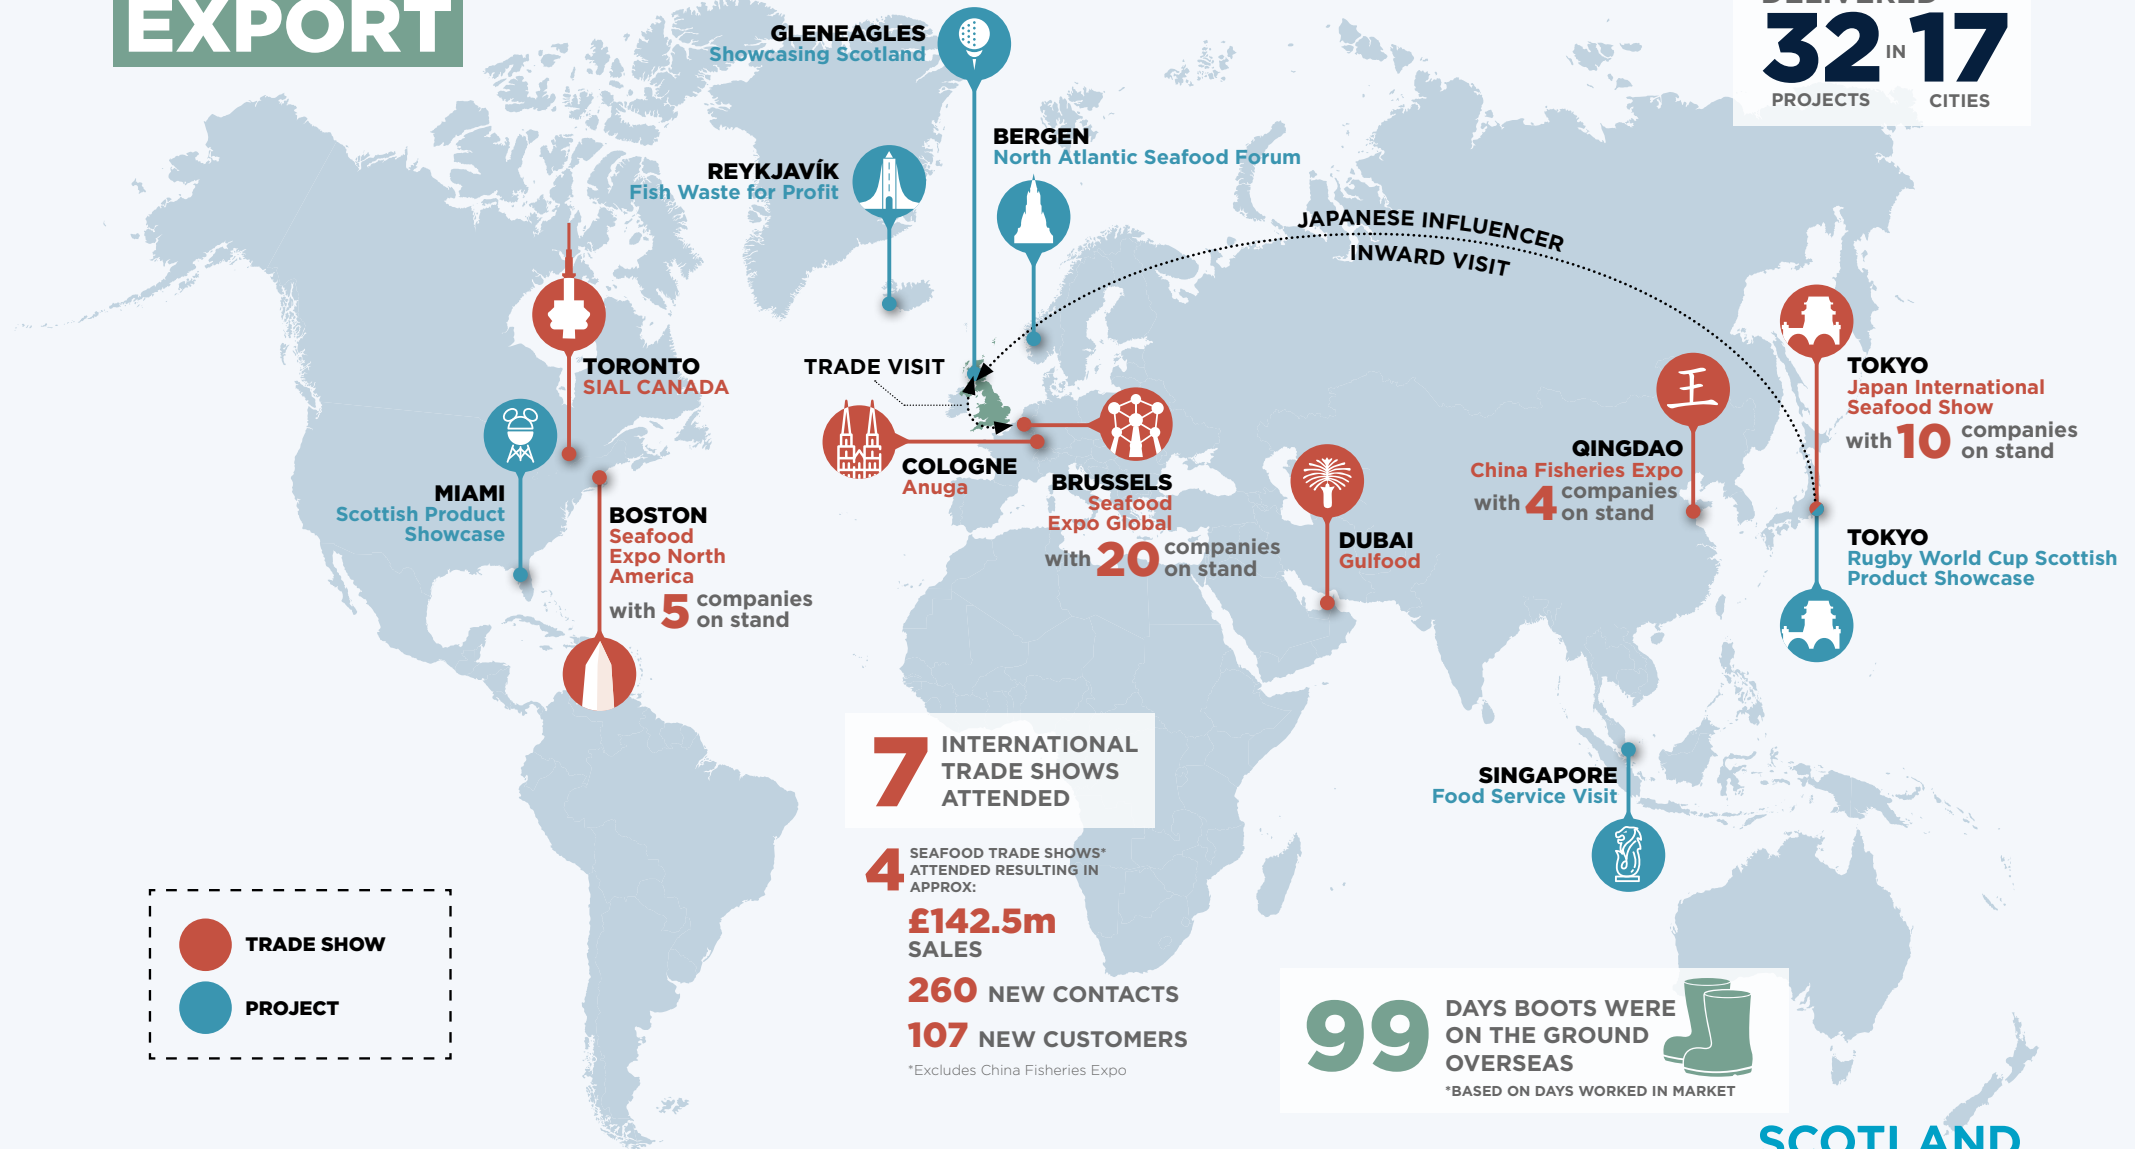 EXPORT
DELIVERED
32 IN 17
PROJECTS CITIES
GLENEAGLES
Showcasing Scotland
BERGEN
North Atlantic Seafood Forum
REYKJAVÍK
Fish Waste for Profit
JAPANESE INFLUENCER
INWARD VISIT
TRADE VISIT
TORONTO
SIAL CANADA
MIAMI
Scottish Product
Showcase
BOSTON
Seafood
Expo North
America
with 5 companies
on stand
COLOGNE
Anuga
BRUSSELS
Seafood
Expo Global
with 20 companies
on stand
DUBAI
Gulfood
王
QINGDAO
China Fisheries Expo
with 4 companies
on stand
TOKYO
Japan International
Seafood Show
with 10 companies
on stand
TOKYO
Rugby World Cup Scottish
Product Showcase
SINGAPORE
Food Service Visit
7 INTERNATIONAL
TRADE SHOWS
ATTENDED
4 SEAFOOD TRADE SHOWS*
ATTENDED RESULTING IN
APPROX:
£142.5m
SALES
260 NEW CONTACTS
107 NEW CUSTOMERS
*Excludes China Fisheries Expo
TRADE SHOW
PROJECT
99 DAYS BOOTS WERE
ON THE GROUND
OVERSEAS
*BASED ON DAYS WORKED IN MARKET
SCOTLAND